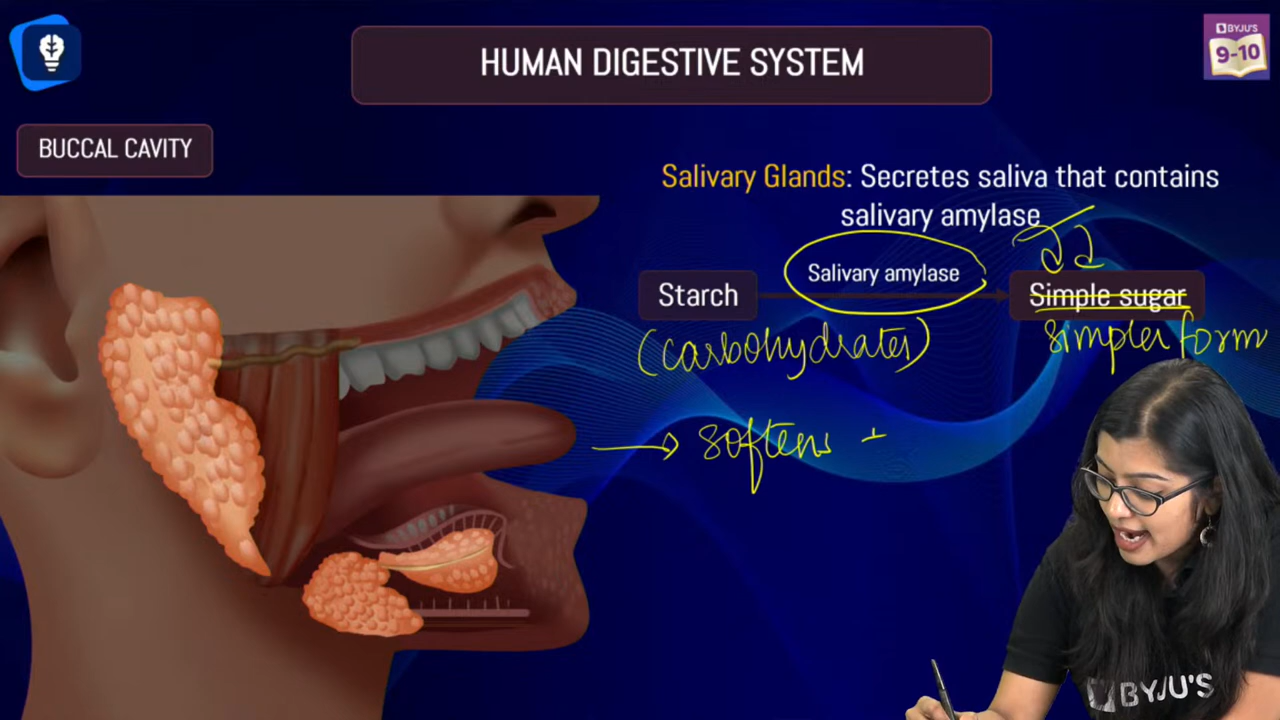 HUMAN DIGESTIVE SYSTEM
BYJU'S
9-10
BUCCAL CAVITY
Salivary Glands: Secretes saliva that contains
salivary amylase
Salivary amylase
Starch
Simple sugar
(carbohydrates)
simpler form
→ softens +
BYJU'S